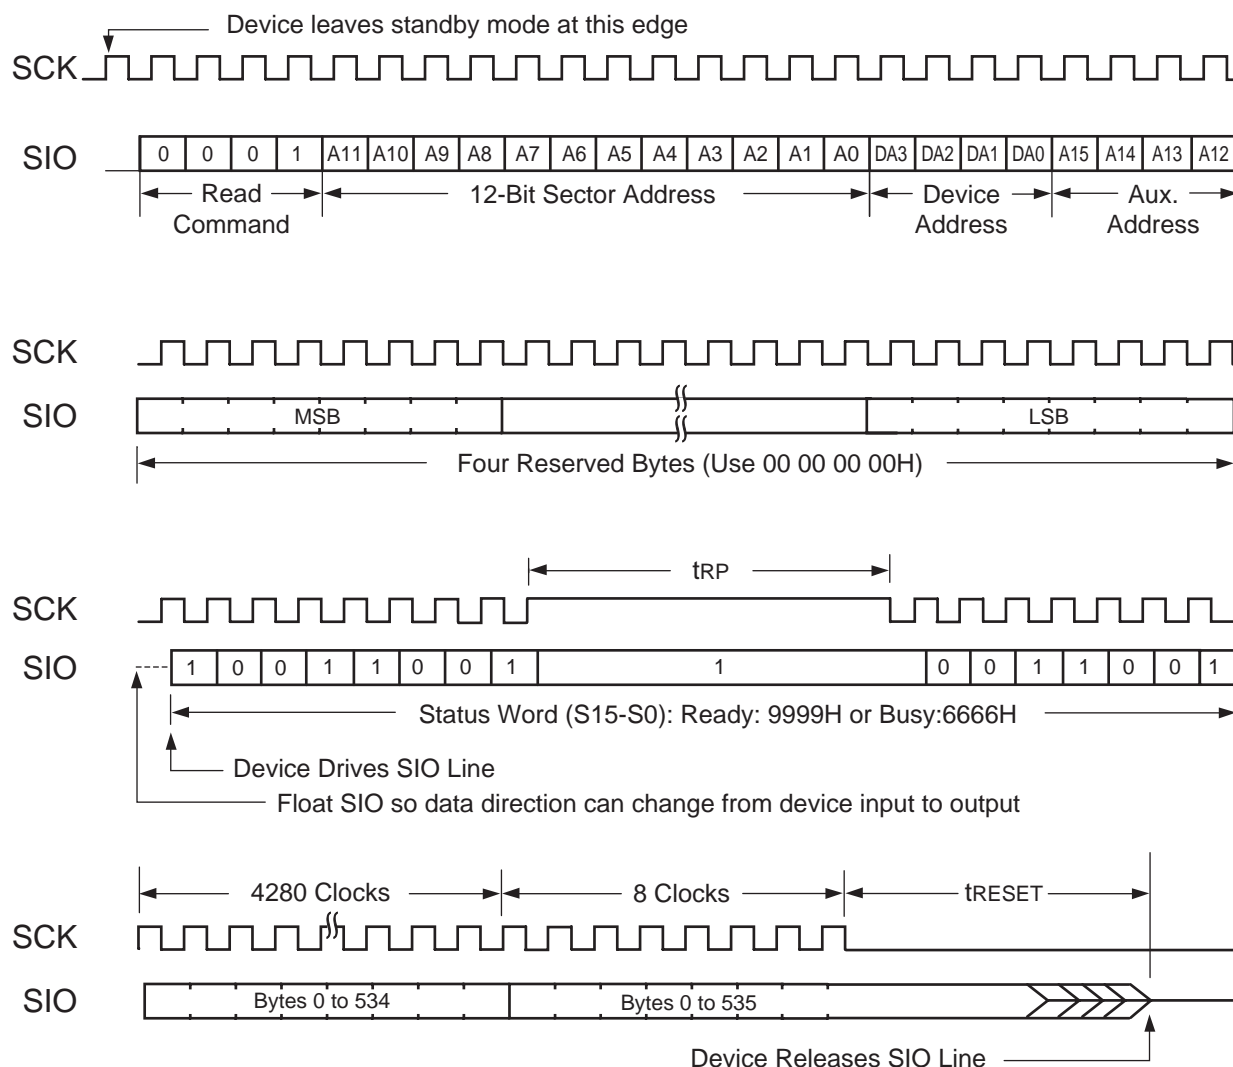 Device leaves standby mode at this edge
SCK
SIO 0 0 0 1 A11 A10 A9 A8 A7 A6 A5 A4 A3 A2 A1 A0 DA3 DA2 DA1 DA0 A15 A14 A13 A12
Read Command
12-Bit Sector Address
Device Address
Aux. Address
SCK
SIO MSB LSB
Four Reserved Bytes (Use 00 00 00 00H)
tRP
SCK
SIO 1 0 0 1 1 0 0 1 1 0 0 1 1 0 0 1
Status Word (S15-S0): Ready: 9999H or Busy:6666H
Device Drives SIO Line
Float SIO so data direction can change from device input to output
4280 Clocks 8 Clocks tRESET
SCK
SIO Bytes 0 to 534 Bytes 0 to 535
Device Releases SIO Line